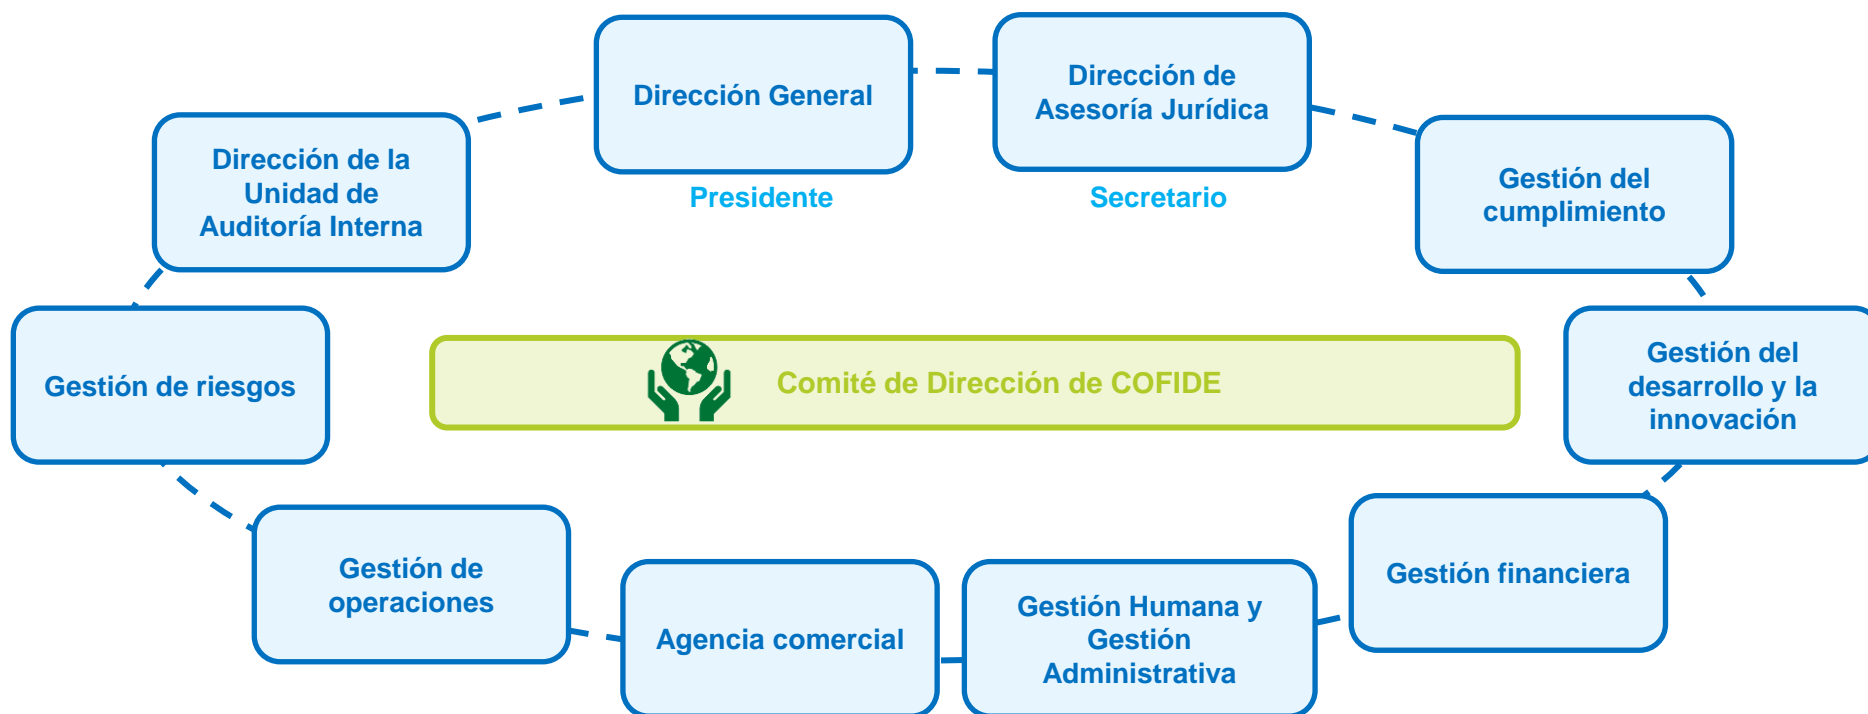 Dirección General
Presidente
Dirección de
Asesoría Jurídica
Secretario
Dirección de la
Unidad de
Auditoría Interna
Gestión del
cumplimiento
Gestión de riesgos
Comité de Dirección de COFIDE
Gestión del
desarrollo y la
innovación
Gestión de
operaciones
Agencia comercial
Gestión Humana y
Gestión
Administrativa
Gestión financiera